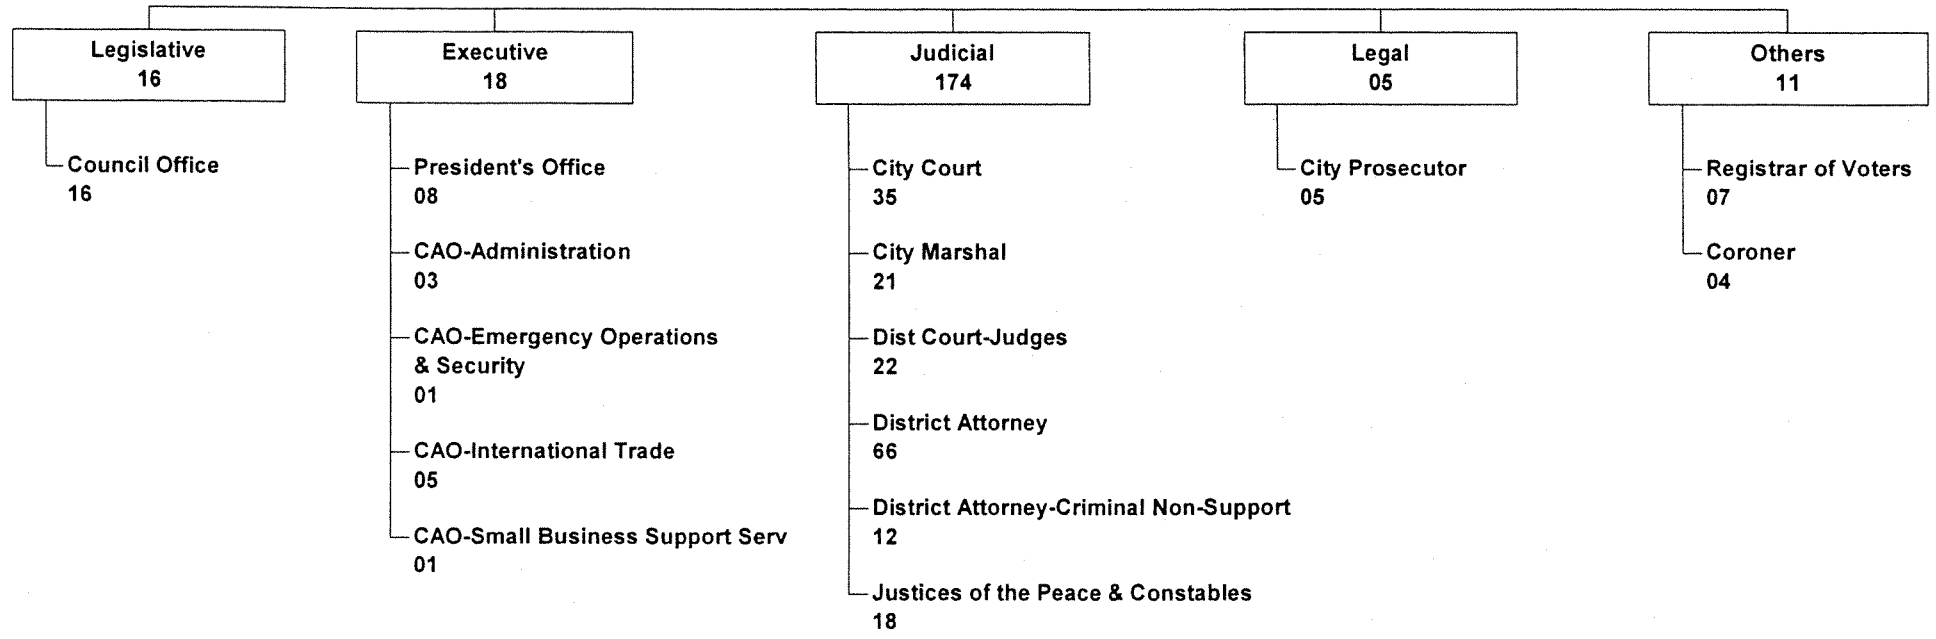 Legislative
16
Council Office
16
Executive
18
President's Office
08
CAO-Administration
03
CAO-Emergency Operations
& Security
01
CAO-International Trade
05
CAO-Small Business Support Serv
01
Judicial
174
City Court
35
City Marshal
21
Dist Court-Judges
22
District Attorney
66
District Attorney-Criminal Non-Support
12
Justices of the Peace & Constables
18
Legal
05
City Prosecutor
05
Others
11
Registrar of Voters
07
Coroner
04